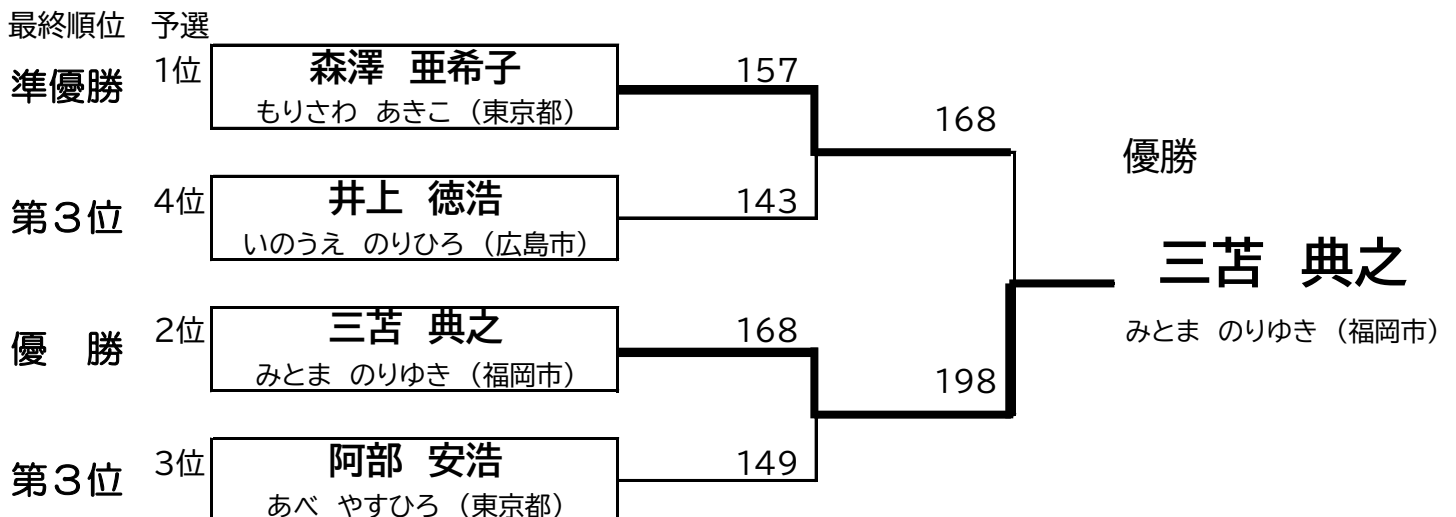 最終順位 予選
準優勝 1位 森澤 亜希子 157
もりさわ あきこ (東京都)
168
優勝
第3位 4位 井上 徳浩 143
いのうえ のりひろ (広島市)
三苫 典之
みとま のりゆき (福岡市)
優 勝 2位 三苫 典之 168
みとま のりゆき (福岡市)
198
第3位 3位 阿部 安浩 149
あべ やすひろ (東京都)